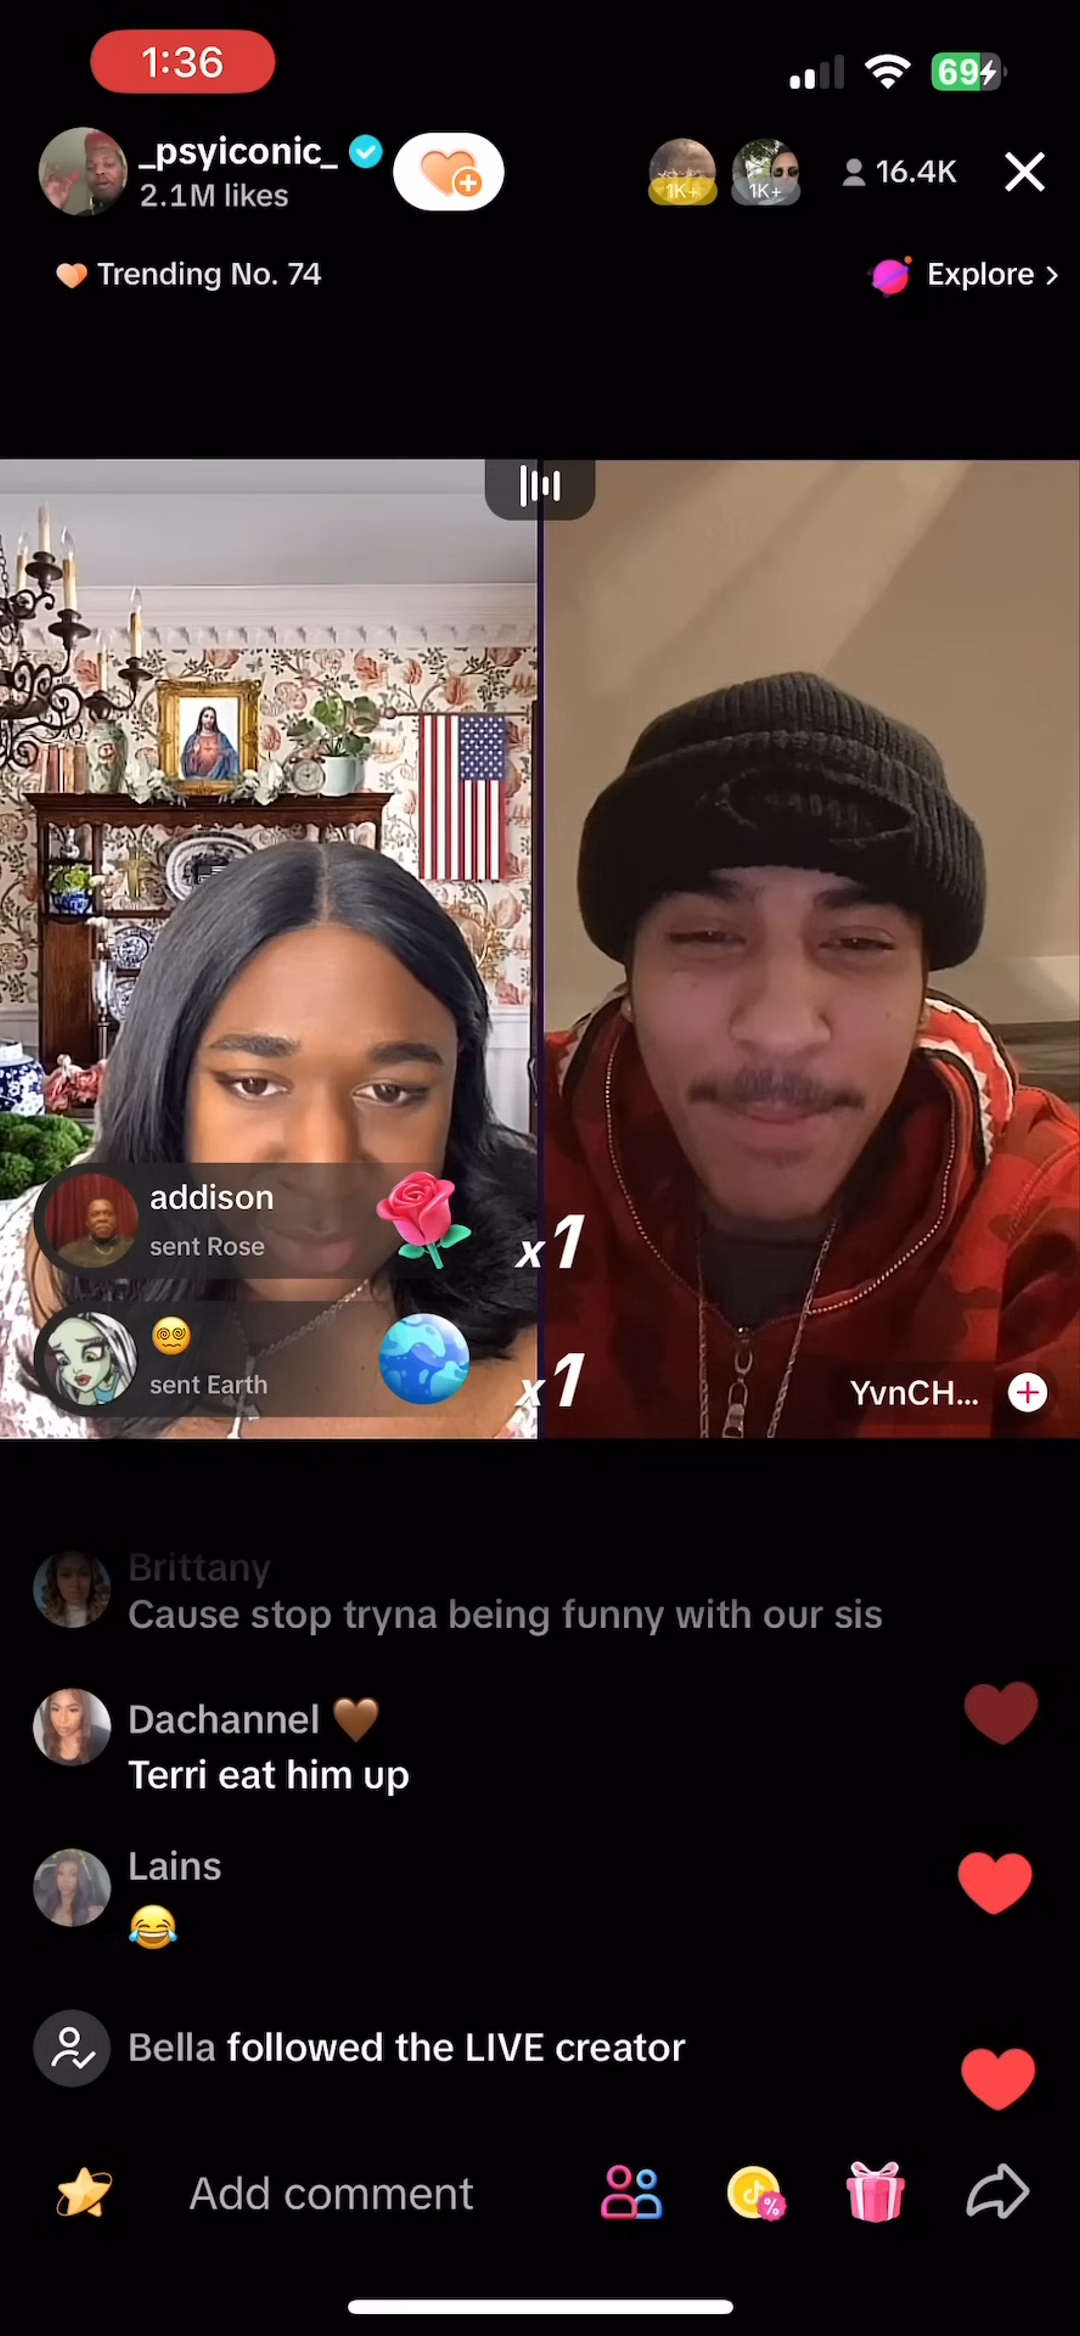 1:36
69
_psyiconic_
2.1M likes
1K+
1K+
16.4K
Trending No. 74
Explore >
addison
sent Rose
x1
😵‍💫
sent Earth
x1
YvnCH...
Brittany
Cause stop tryna being funny with our sis
Dachannel 🤎
Terri eat him up
Lains
😂
Bella followed the LIVE creator
Add comment